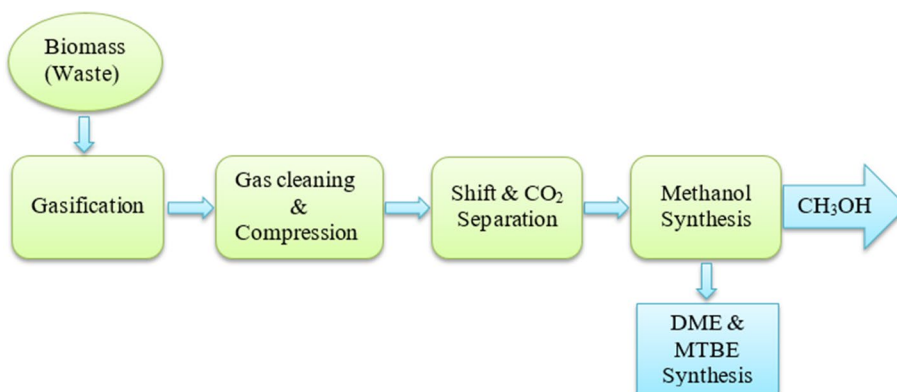 Biomass
(Waste)
Gasification
Gas cleaning
&
Compression
Shift & CO₂
Separation
Methanol
Synthesis
CH₃OH
DME &
MTBE
Synthesis